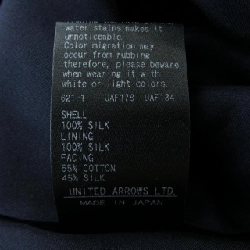 water stains makes it
unnoticeable.
Color migration may
occur from rubbing
therefore, please beware
when wearing it with
white or light colors.
SHELL
100% SILK
LINING
100% SILK
FACING
55% COTTON
45% SILK
UNITED ARROWS LTD.
MADE IN JAPAN